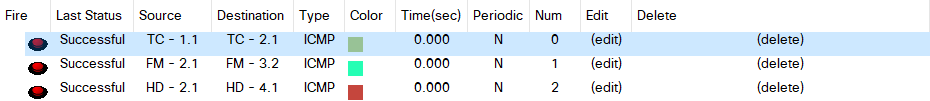 Fire Last Status Source Destination Type Color Time(sec) Periodic Num Edit Delete
Successful TC - 1.1 TC - 2.1 ICMP 0.000 N 0 (edit) (delete)
Successful FM - 2.1 FM - 3.2 ICMP 0.000 N 1 (edit) (delete)
Successful HD - 2.1 HD - 4.1 ICMP 0.000 N 2 (edit) (delete)